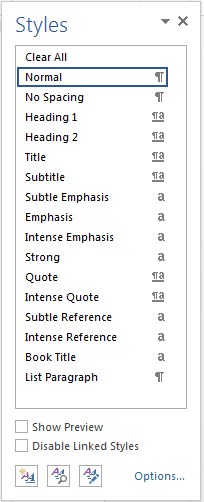 Styles
Clear All
Normal ¶
No Spacing ¶
Heading 1 ¶a
Heading 2 ¶a
Title ¶a
Subtitle ¶a
Subtle Emphasis a
Emphasis a
Intense Emphasis a
Strong a
Quote ¶a
Intense Quote ¶a
Subtle Reference a
Intense Reference a
Book Title a
List Paragraph ¶
Show Preview
Disable Linked Styles
Options...